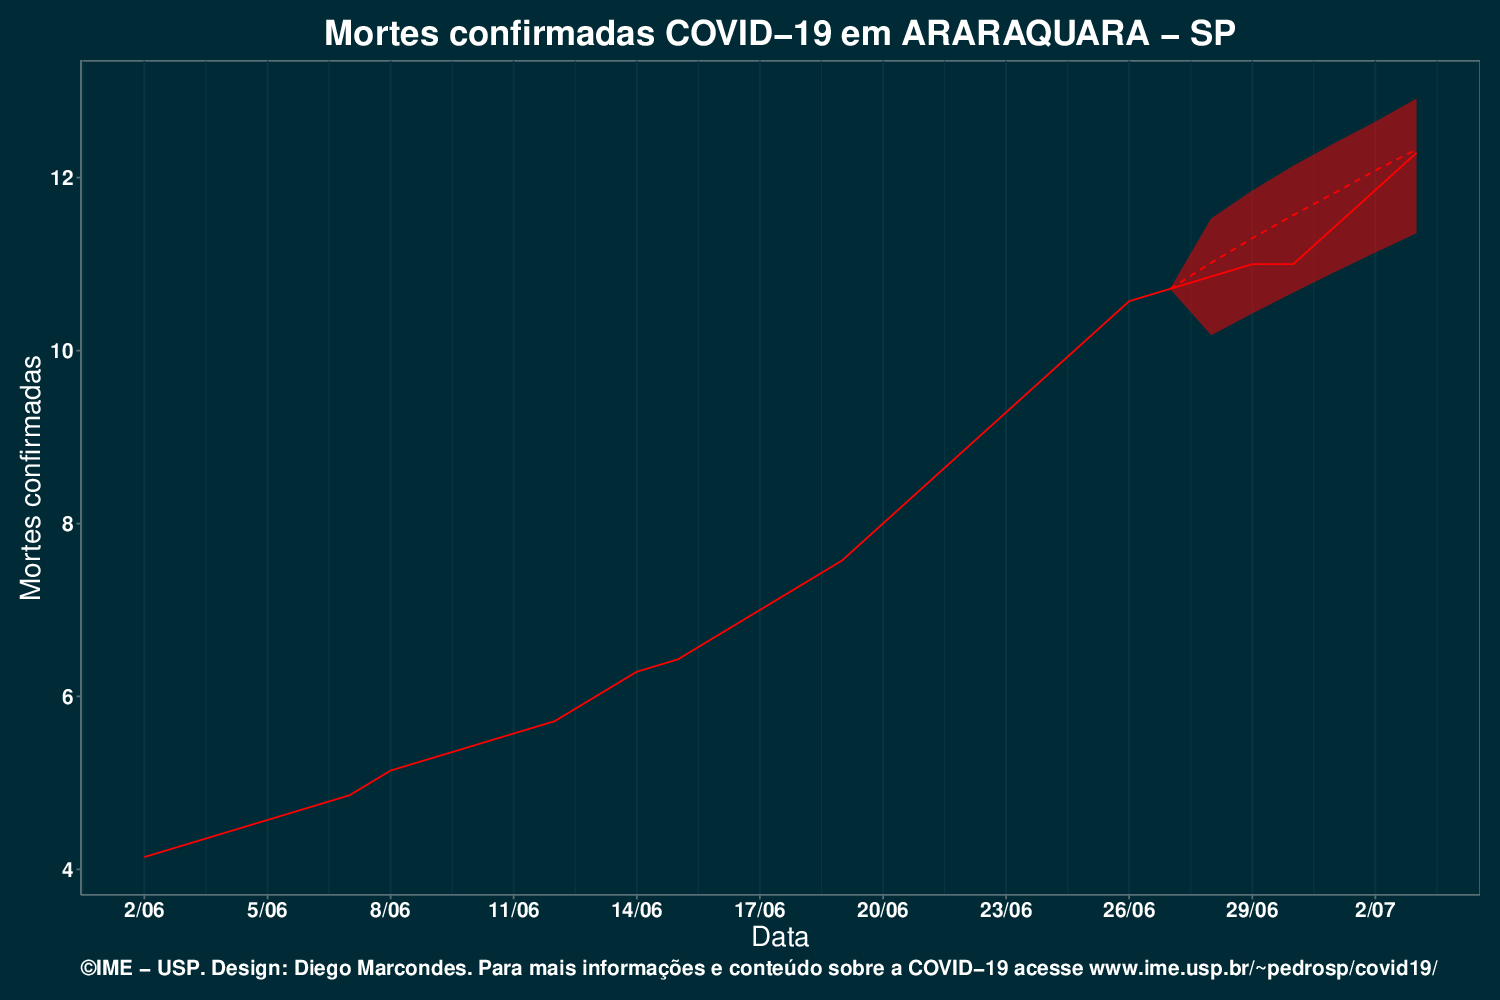 Mortes confirmadas COVID−19 em ARARAQUARA − SP
Mortes confirmadas
12
10
8
6
4
2/06 5/06 8/06 11/06 14/06 17/06 20/06 23/06 26/06 29/06 2/07
Data
©IME − USP. Design: Diego Marcondes. Para mais informações e conteúdo sobre a COVID−19 acesse www.ime.usp.br/~pedrosp/covid19/